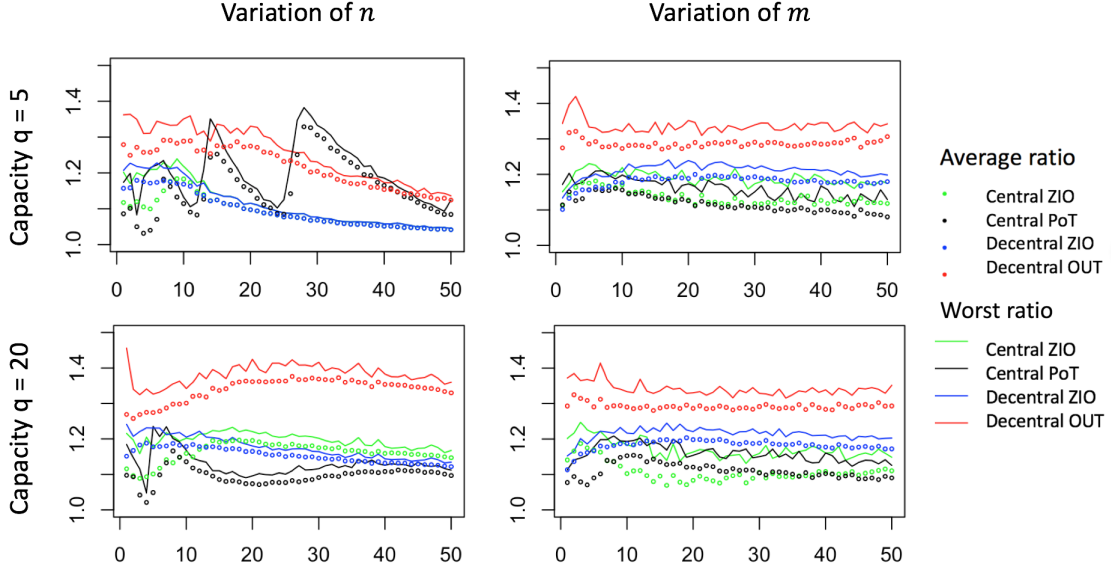 Variation of n
Variation of m
Capacity q = 5
1.0 1.2 1.4
0 10 20 30 40 50
1.0 1.2 1.4
0 10 20 30 40 50
Average ratio
Central ZIO
Central PoT
Decentral ZIO
Decentral OUT
Worst ratio
Central ZIO
Central PoT
Decentral ZIO
Decentral OUT
Capacity q = 20
1.0 1.2 1.4
0 10 20 30 40 50
1.0 1.2 1.4
0 10 20 30 40 50